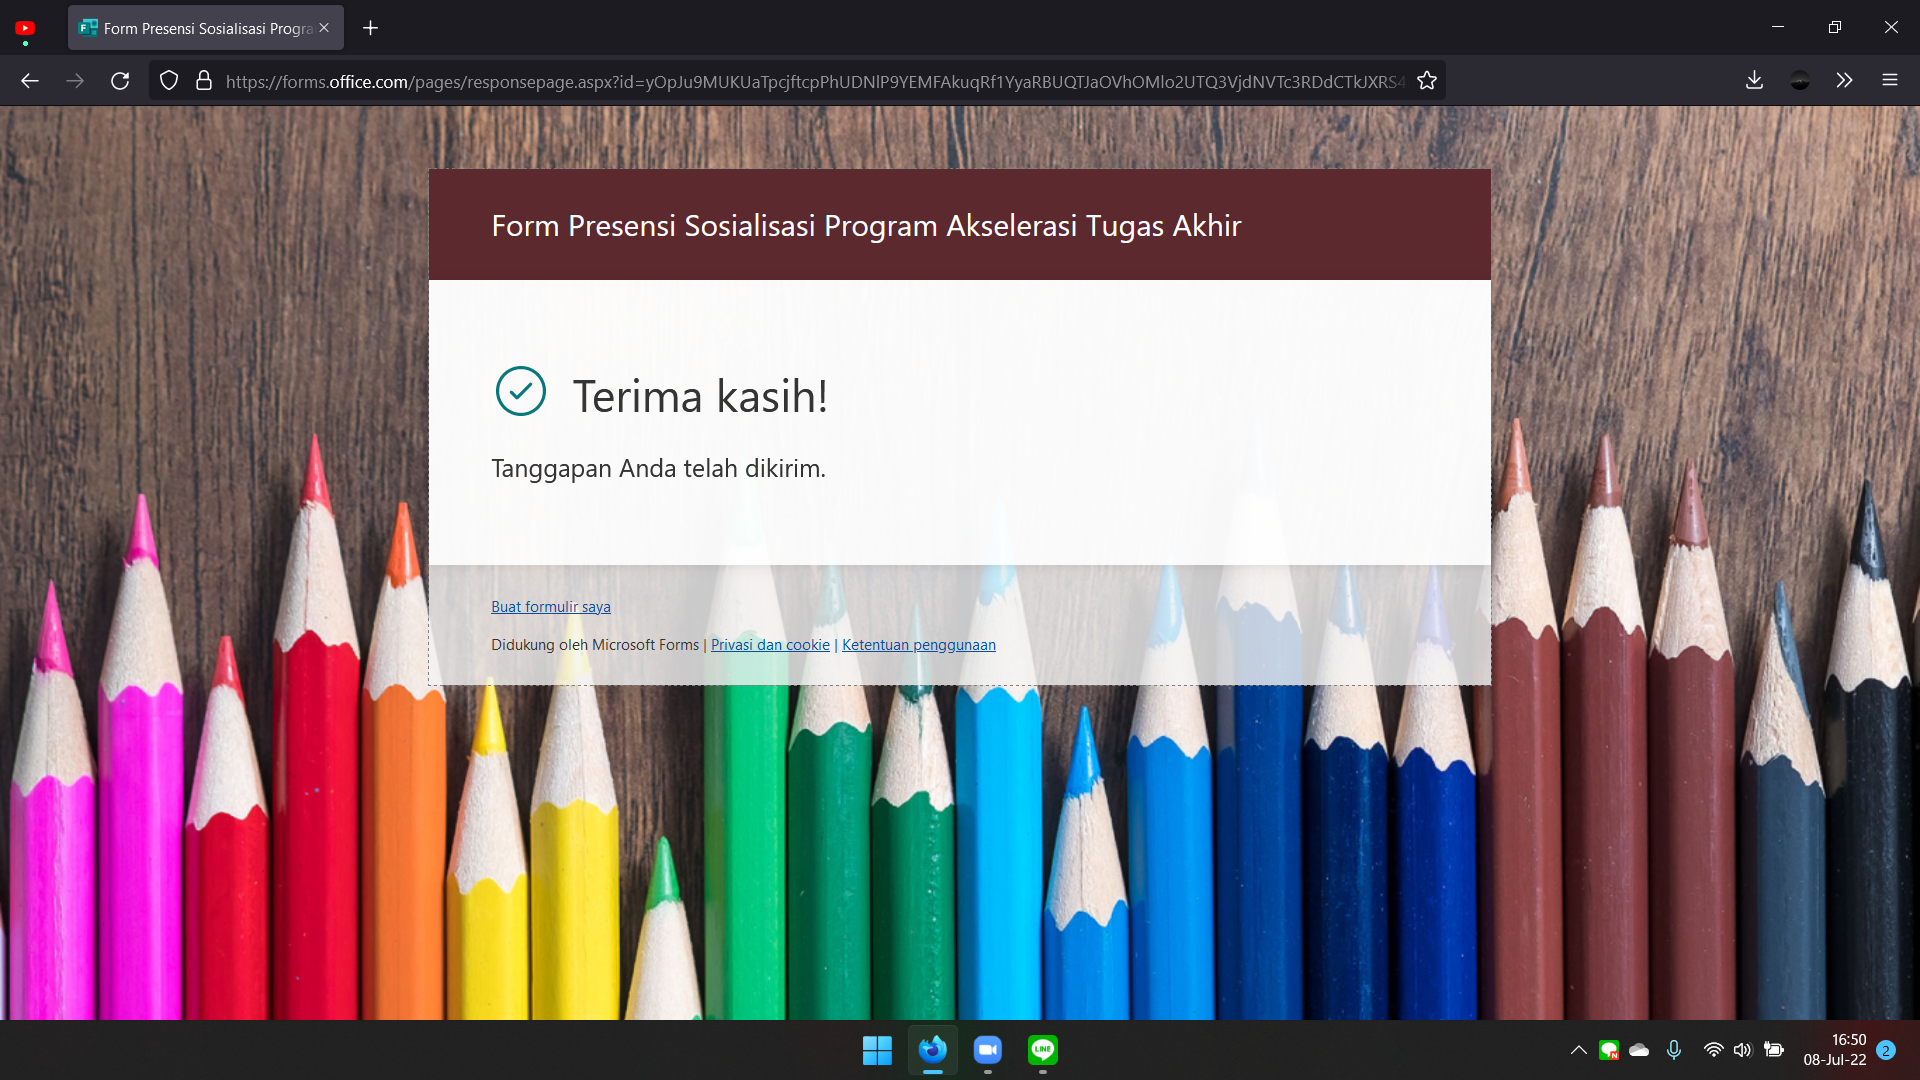 Form Presensi Sosialisasi Progra
https://forms.office.com/pages/responsepage.aspx?id=yOpJu9MUKUaTpcjftcpPhUDNlP9YEMFAkuqRf1YyaRBUQTJaOVhOMlo2UTQ3VjdNVTc3RDdCTkJXRS4
Form Presensi Sosialisasi Program Akselerasi Tugas Akhir
Terima kasih!
Tanggapan Anda telah dikirim.
Buat formulir saya
Didukung oleh Microsoft Forms | Privasi dan cookie | Ketentuan penggunaan
LINE
N
16:50
08-Jul-22
2